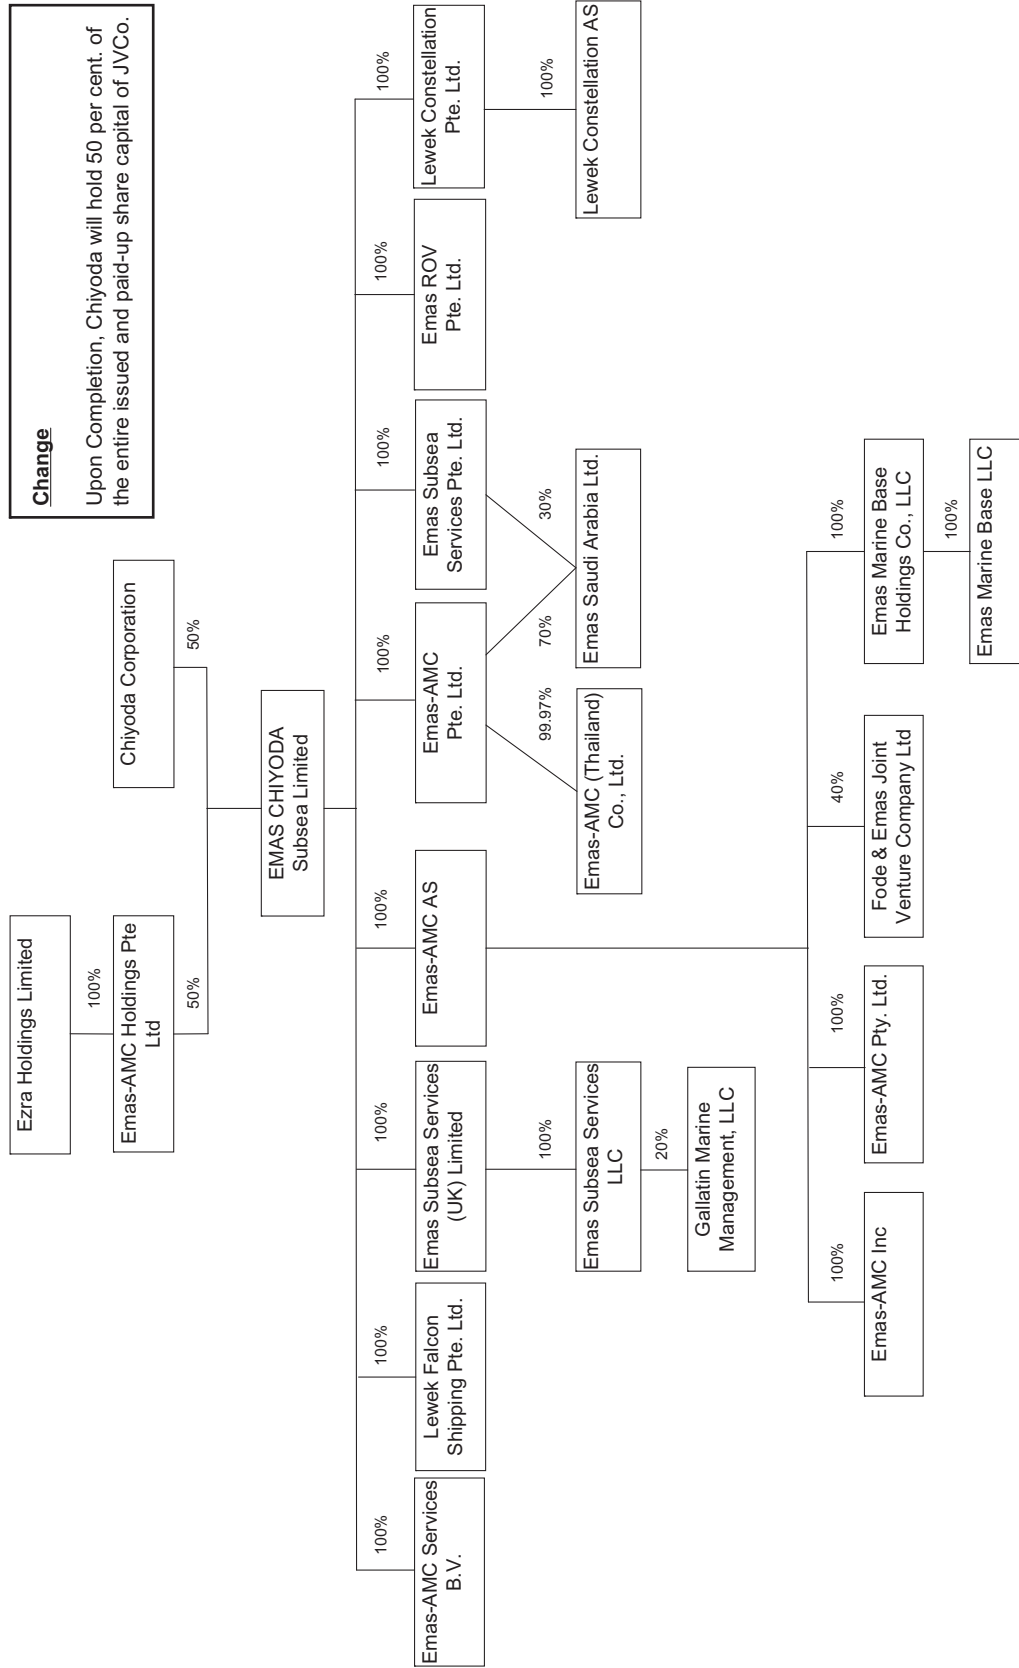 Change
Upon Completion, Chiyoda will hold 50 per cent. of
the entire issued and paid-up share capital of JVCo.
Ezra Holdings Limited
100%
Emas-AMC Holdings Pte
Ltd
50%
Chiyoda Corporation
50%
EMAS CHIYODA
Subsea Limited
100%
Emas-AMC Services
B.V.
100%
Lewek Falcon
Shipping Pte. Ltd.
100%
Emas Subsea Services
(UK) Limited
100%
Emas-AMC AS
100%
Emas-AMC
Pte. Ltd.
100%
Emas Subsea
Services Pte. Ltd.
100%
Emas ROV
Pte. Ltd.
100%
Lewek Constellation
Pte. Ltd.
100%
Emas Subsea Services
LLC
20%
Gallatin Marine
Management, LLC
99.97%
Emas-AMC (Thailand)
Co., Ltd.
70%
30%
Emas Saudi Arabia Ltd.
100%
Lewek Constellation AS
100%
Emas-AMC Inc
100%
Emas-AMC Pty. Ltd.
40%
Fode & Emas Joint
Venture Company Ltd
100%
Emas Marine Base
Holdings Co., LLC
100%
Emas Marine Base LLC